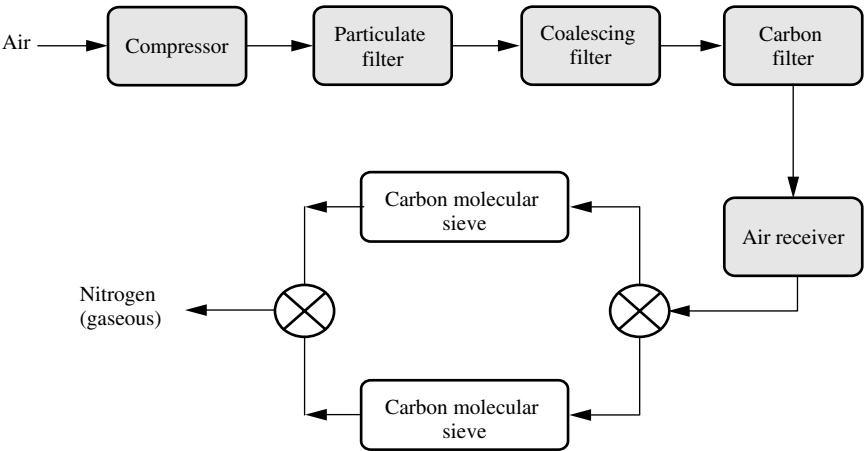 Air
Compressor
Particulate
filter
Coalescing
filter
Carbon
filter
Air receiver
Carbon molecular
sieve
Nitrogen
(gaseous)
Carbon molecular
sieve